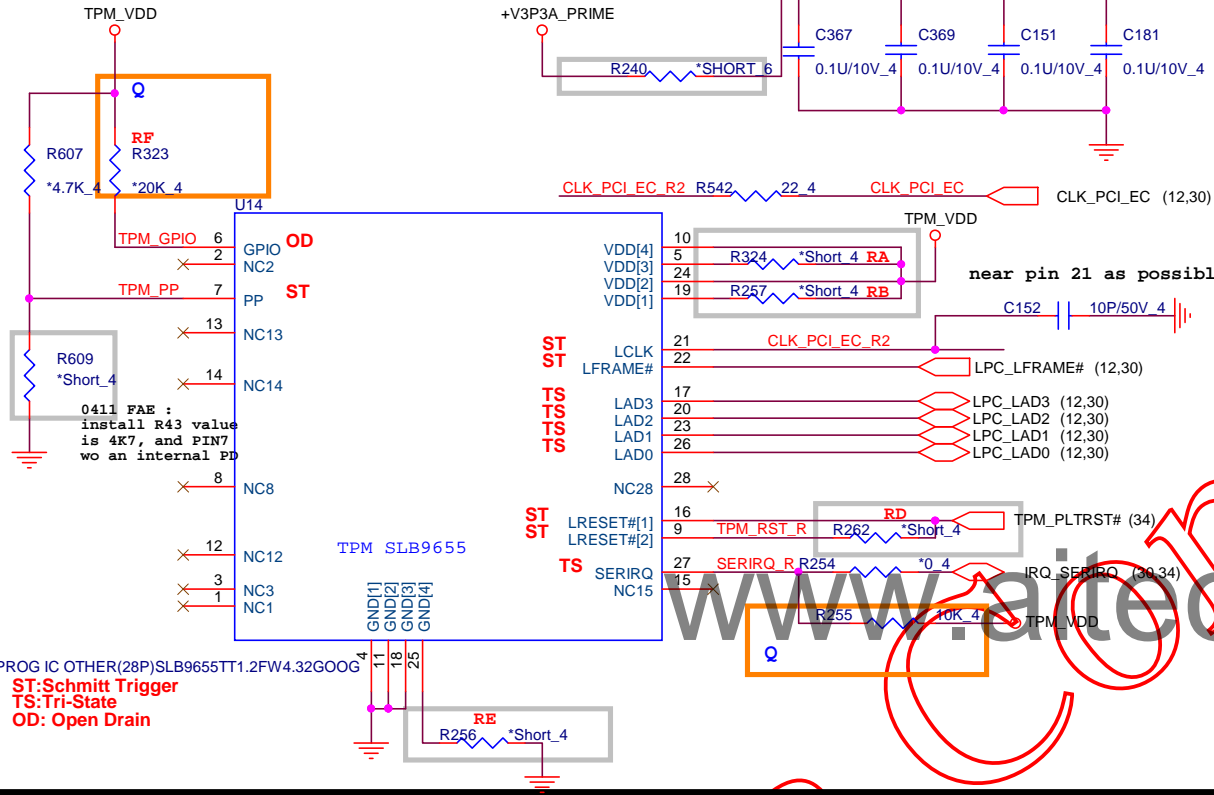 TPM_VDD
+V3P3A_PRIME
R240 *SHORT_6
C367
0.1U/10V_4
C369
0.1U/10V_4
C151
0.1U/10V_4
C181
0.1U/10V_4
Q
RF
R607
*4.7K_4
R323
*20K_4
CLK_PCI_EC_R2 R542 22_4 CLK_PCI_EC CLK_PCI_EC (12,30)
U14
TPM_VDD
TPM_GPIO 6 GPIO OD
2 NC2
TPM_PP 7 PP ST
13 NC13
14 NC14
8 NC8
12 NC12
3 NC3
1 NC1
R609
*Short_4
0411 FAE :
install R43 value
is 4K7, and PIN7
wo an internal PD
VDD[4] 10
VDD[3] 5 R324 *Short_4 RA
VDD[2] 24
VDD[1] 19 R257 *Short_4 RB
near pin 21 as possibl
C152 10P/50V_4
ST LCLK 21 CLK_PCI_EC_R2
ST LFRAME# 22 LPC_LFRAME# (12,30)
TS LAD3 17 LPC_LAD3 (12,30)
TS LAD2 20 LPC_LAD2 (12,30)
TS LAD1 23 LPC_LAD1 (12,30)
TS LAD0 26 LPC_LAD0 (12,30)
NC28 28
RD
ST LRESET#[1] 16 TPM_PLTRST# (34)
ST LRESET#[2] 9 TPM_RST_R R262 *Short_4
TPM SLB9655
TS SERIRQ 27 SERIRQ_R R254 *0_4 IRQ_SERIRQ (30,34)
NC15 15
R255 10K_4 TPM_VDD
Q
www.aitec
GND[1] 4
GND[2] 11
GND[3] 18
GND[4] 25
PROG IC OTHER(28P)SLB9655TT1.2FW4.32GOOG
ST:Schmitt Trigger
TS:Tri-State
OD: Open Drain
RE
R256 *Short_4